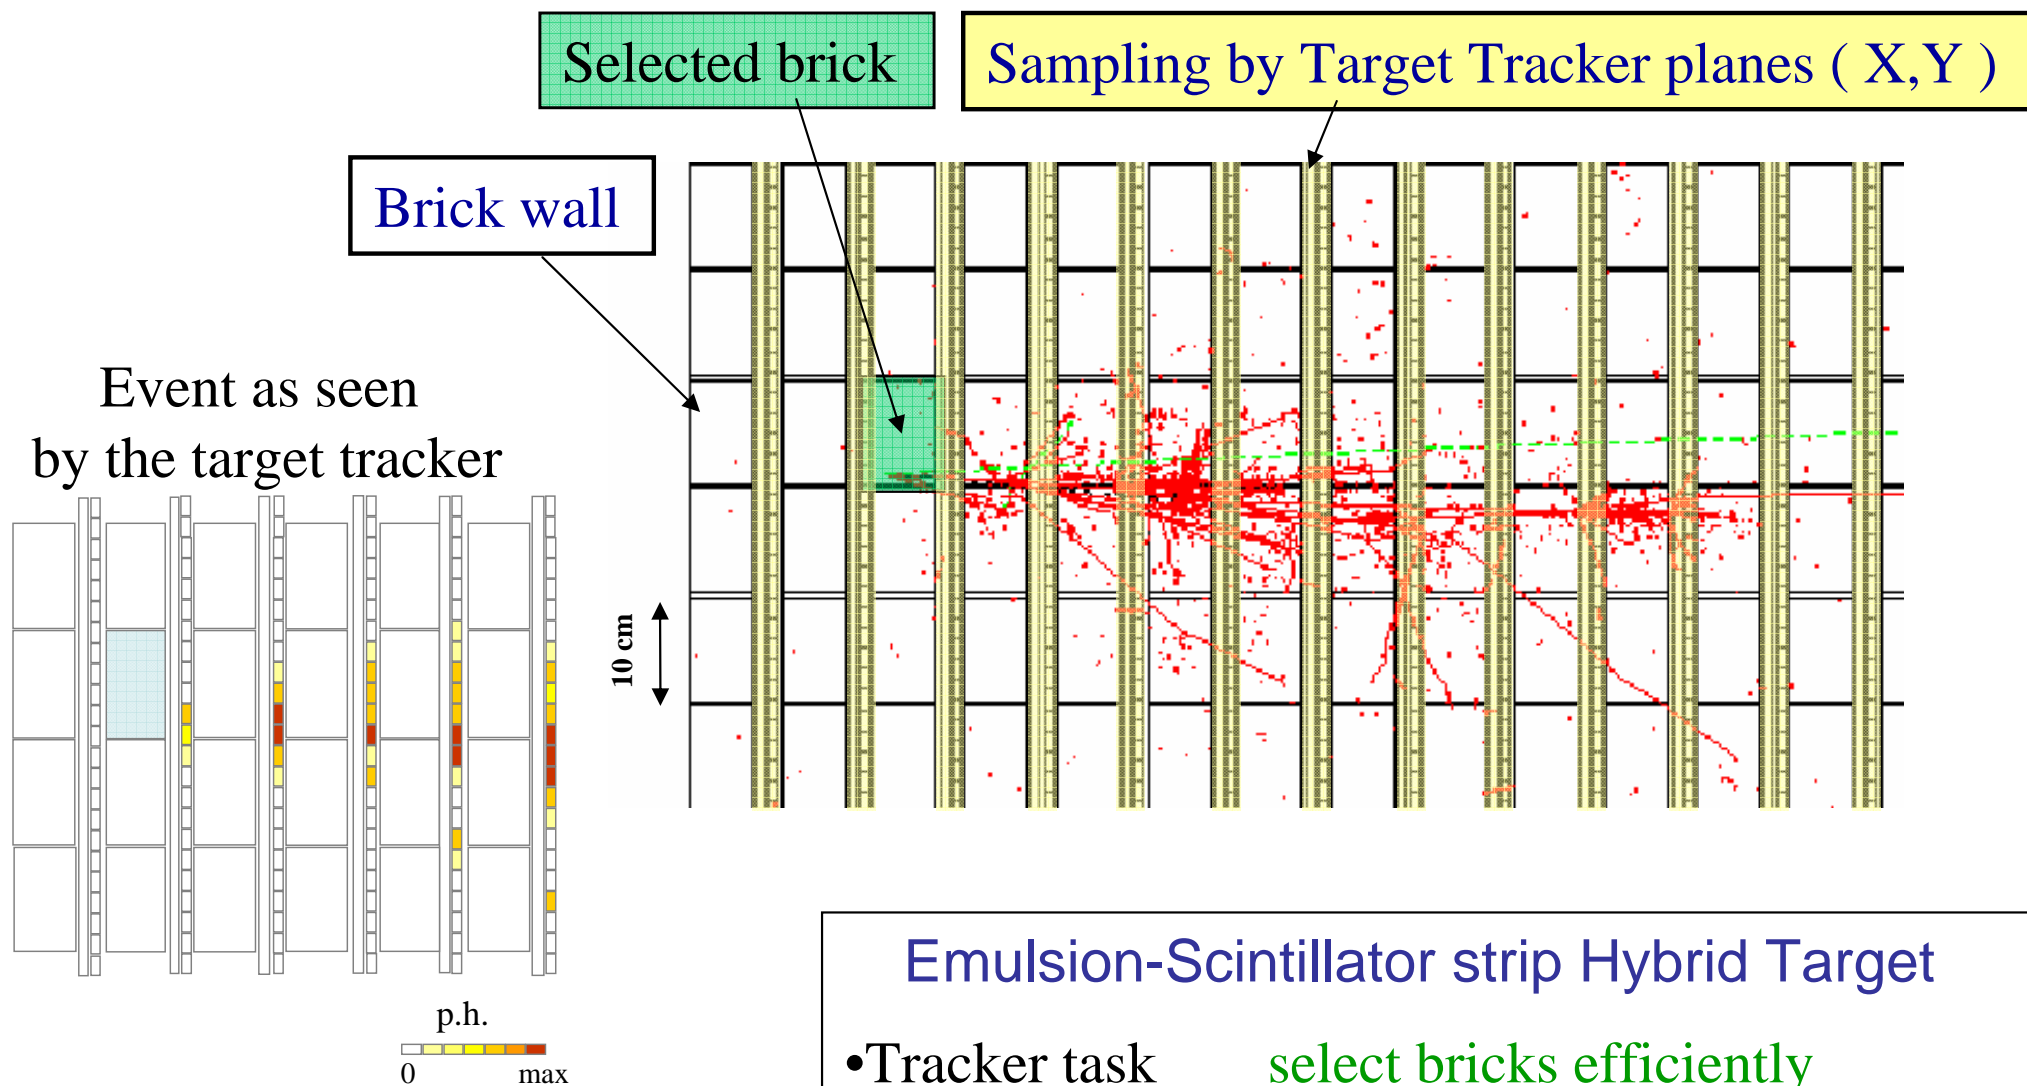 Selected brick
Sampling by Target Tracker planes ( X,Y )
Brick wall
Event as seen
by the target tracker
10 cm
p.h.
0 max
Emulsion-Scintillator strip Hybrid Target
•Tracker task select bricks efficiently